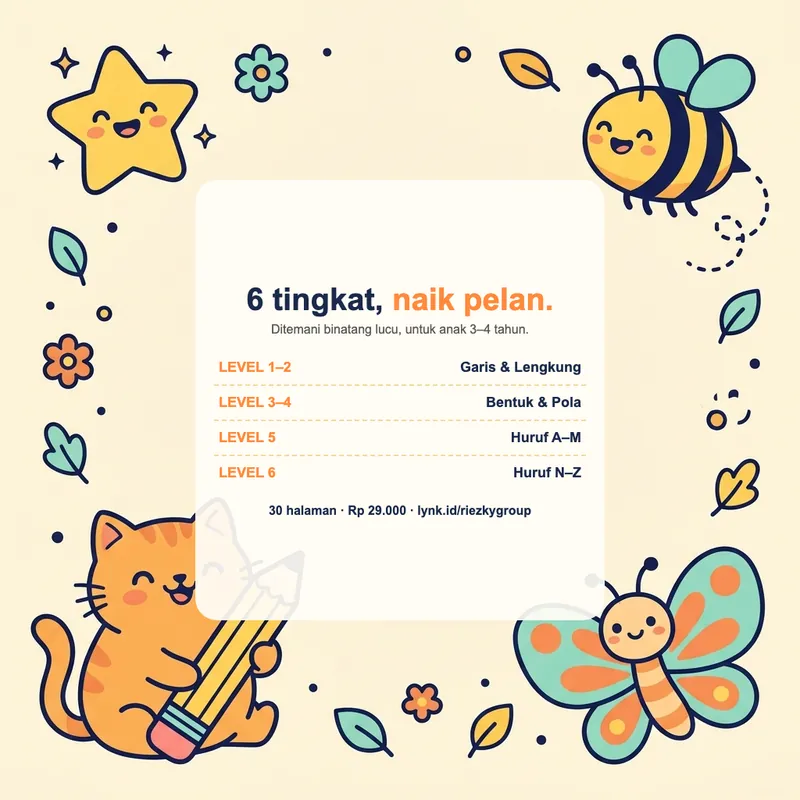 6 tingkat, naik pelan.
Ditemani binatang lucu, untuk anak 3–4 tahun.
LEVEL 1–2 Garis & Lengkung
LEVEL 3–4 Bentuk & Pola
LEVEL 5 Huruf A–M
LEVEL 6 Huruf N–Z
30 halaman · Rp 29.000 · lynk.id/riezkygroup